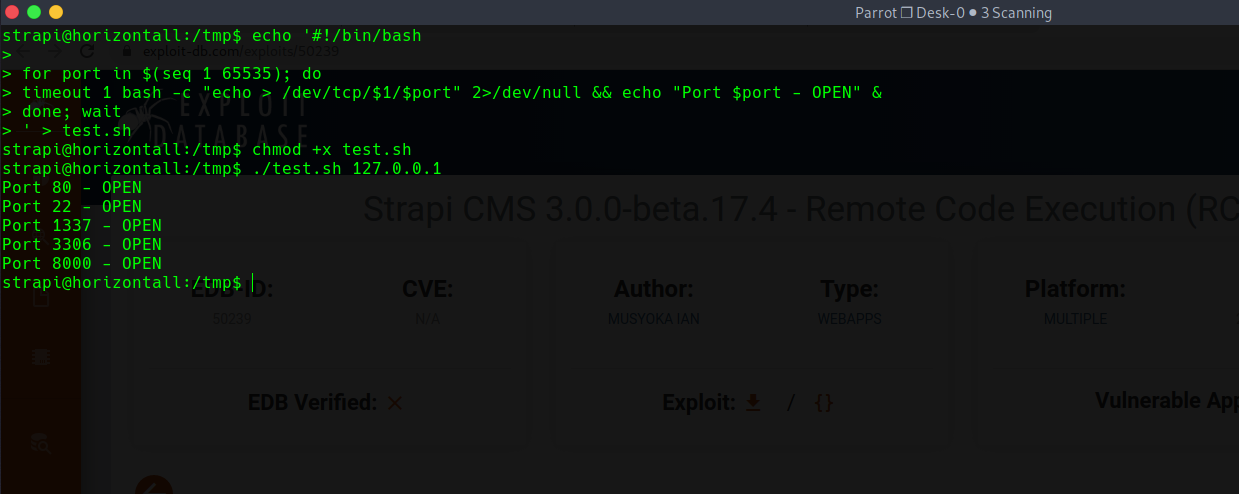 Parrot ❐ Desk-0 ● 3 Scanning
strapi@horizontall:/tmp$ echo '#!/bin/bash
>
exploit-db.com/exploits/50239
> for port in $(seq 1 65535); do
> timeout 1 bash -c "echo > /dev/tcp/$1/$port" 2>/dev/null && echo "Port $port - OPEN" &
> done; wait
> ' > test.sh
EXPLOIT
DATABASE
strapi@horizontall:/tmp$ chmod +x test.sh
strapi@horizontall:/tmp$ ./test.sh 127.0.0.1
Port 80 - OPEN
Port 22 - OPEN
Port 1337 - OPEN
Port 3306 - OPEN
Port 8000 - OPEN
strapi@horizontall:/tmp$
Strapi CMS 3.0.0-beta 17.4 - Remote Code Execution (RC
EDB-ID:
50239
CVE:
N/A
Author:
MUSYOKA IAN
Type:
WEBAPPS
Platform:
MULTIPLE
EDB Verified: ×
Exploit: / {}
Vulnerable App